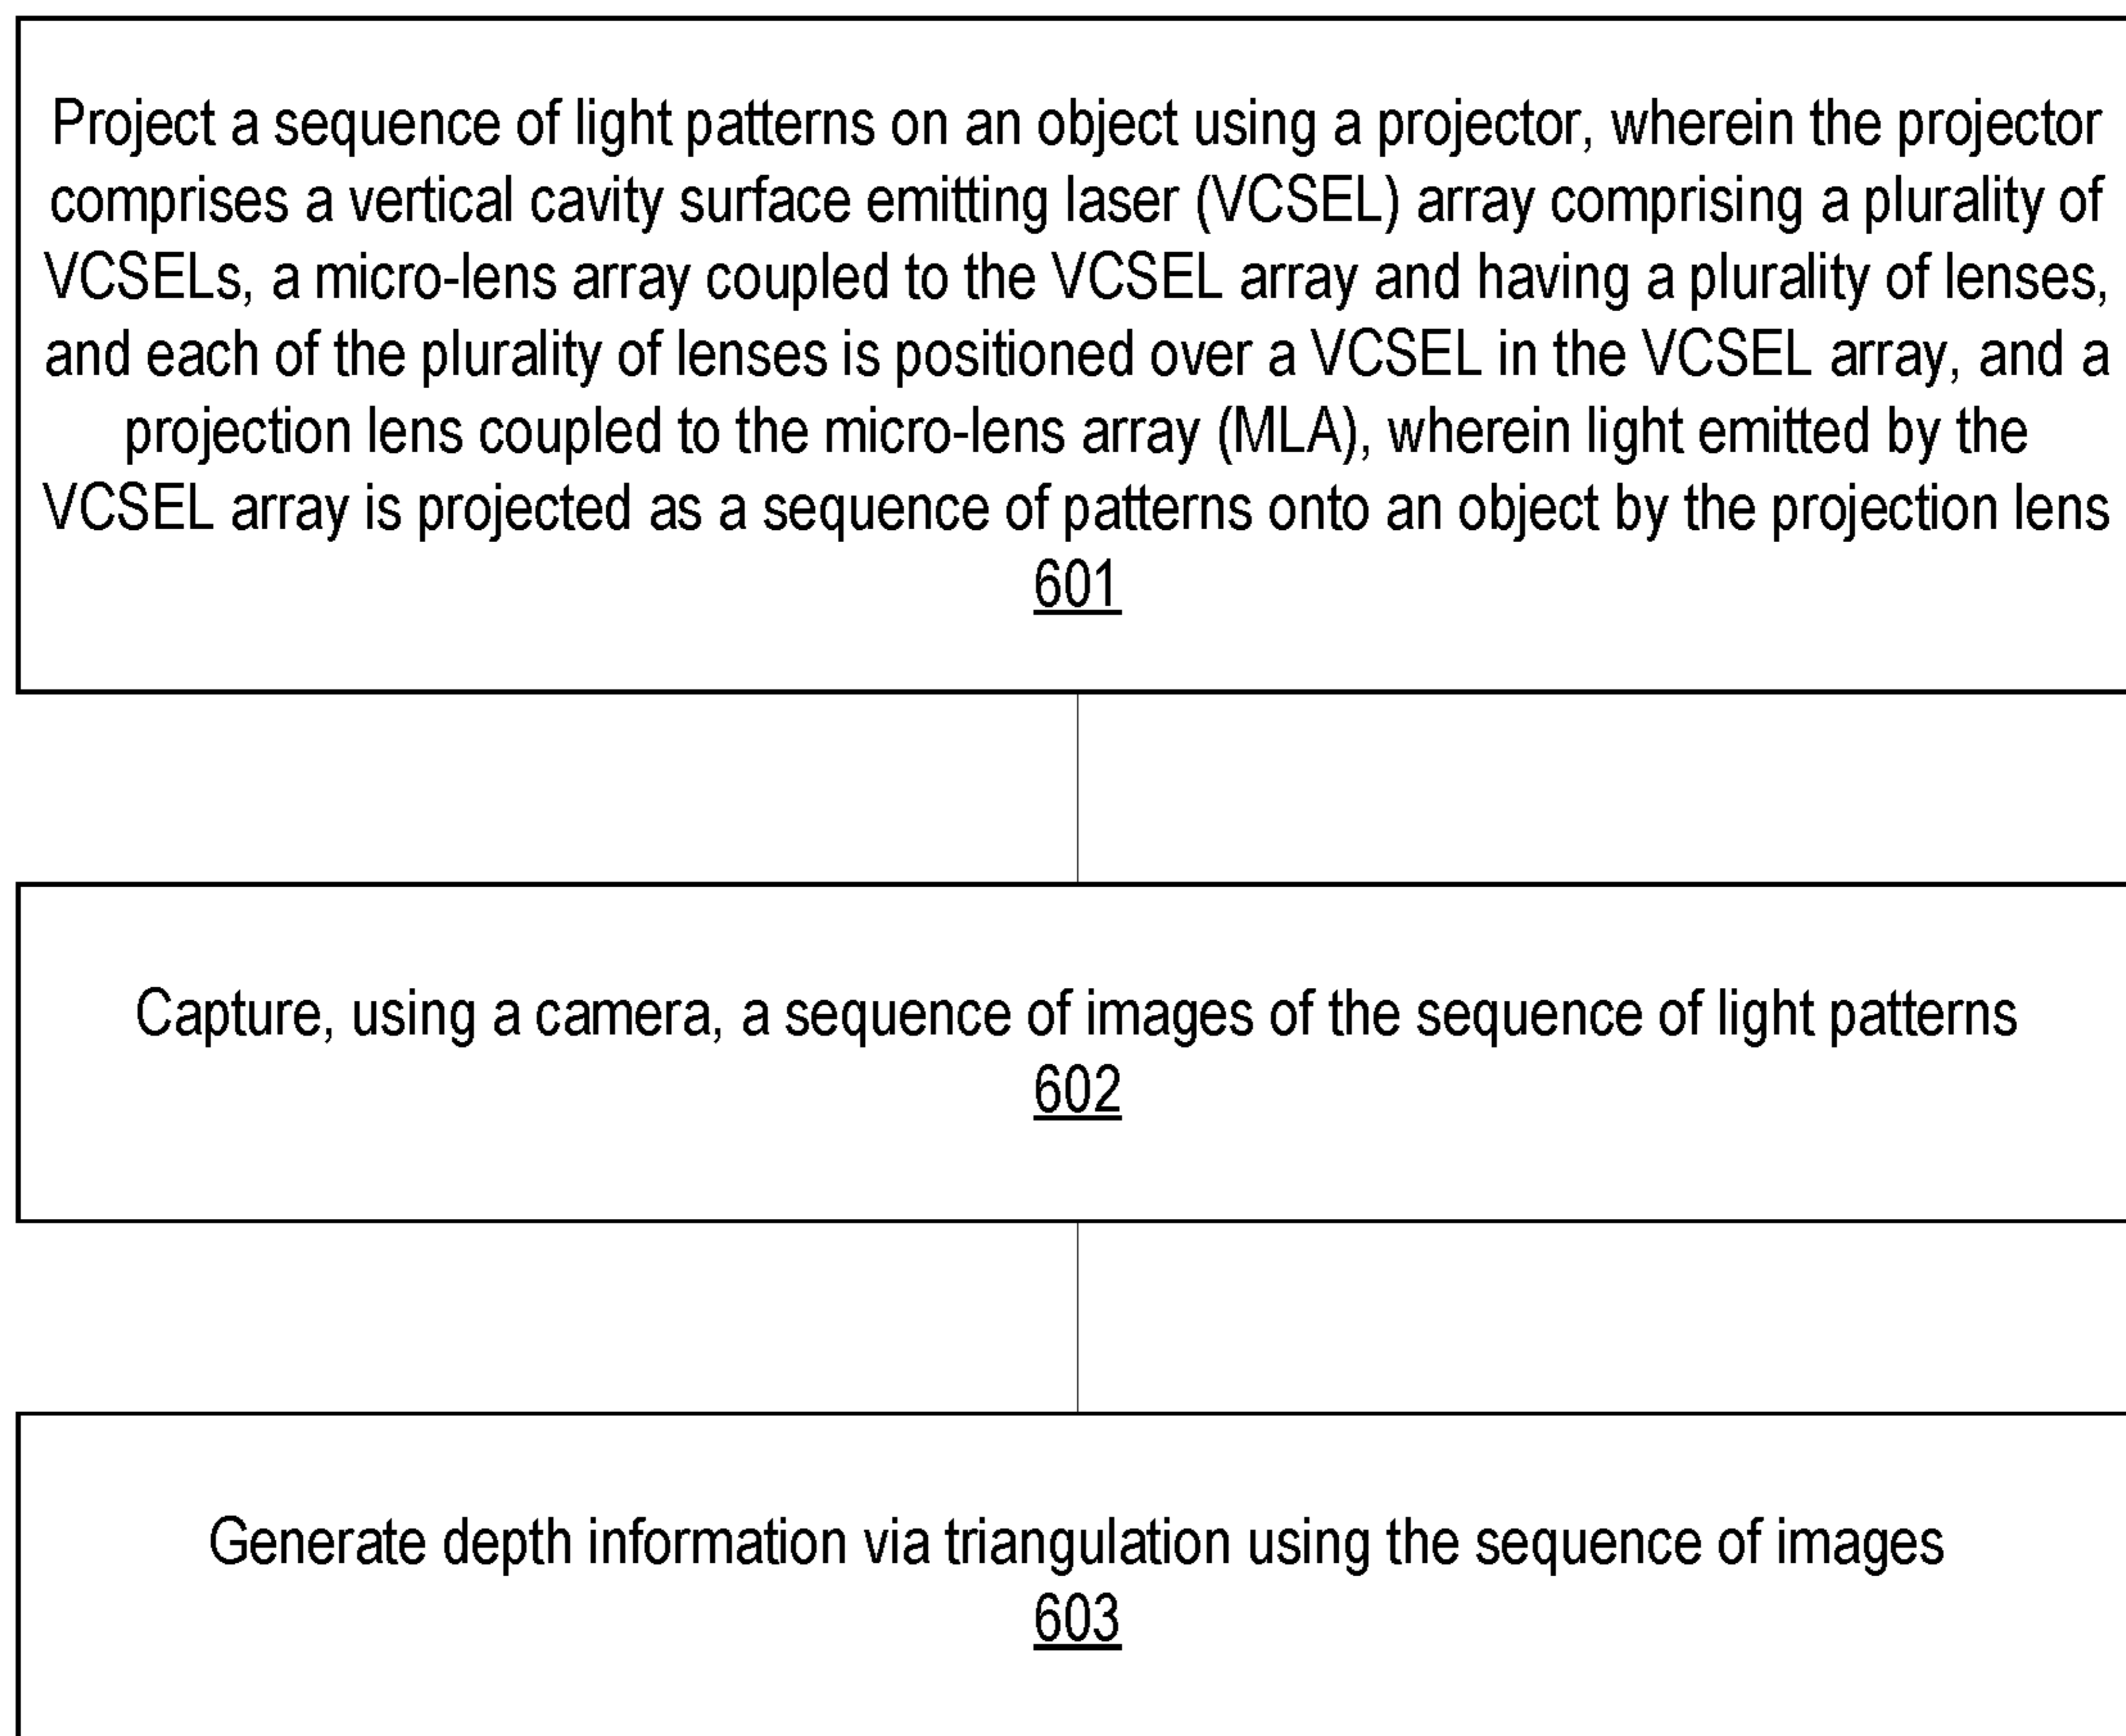 Project a sequence of light patterns on an object using a projector, wherein the projector
comprises a vertical cavity surface emitting laser (VCSEL) array comprising a plurality of
VCSELs, a micro-lens array coupled to the VCSEL array and having a plurality of lenses,
and each of the plurality of lenses is positioned over a VCSEL in the VCSEL array, and a
projection lens coupled to the micro-lens array (MLA), wherein light emitted by the
VCSEL array is projected as a sequence of patterns onto an object by the projection lens
601
Capture, using a camera, a sequence of images of the sequence of light patterns
602
Generate depth information via triangulation using the sequence of images
603